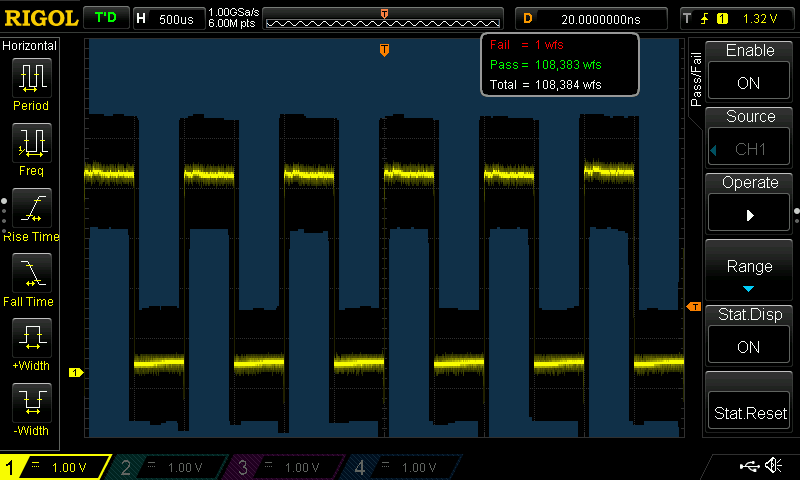 RIGOL T'D H 500us 1.00GSa/s 6.00M pts T D 20.0000000ns T 1 1.32 V
Horizontal
Period
Freq
Rise Time
Fall Time
+Width
-Width
T
Fail = 1 wfs
Pass = 108,383 wfs
Total = 108,384 wfs
T
1
Pass/Fail
Enable
ON
Source
CH1
Operate
Range
Stat.Disp
ON
Stat.Reset
1 = 1.00 V 2 = 1.00 V 3 = 1.00 V 4 = 1.00 V